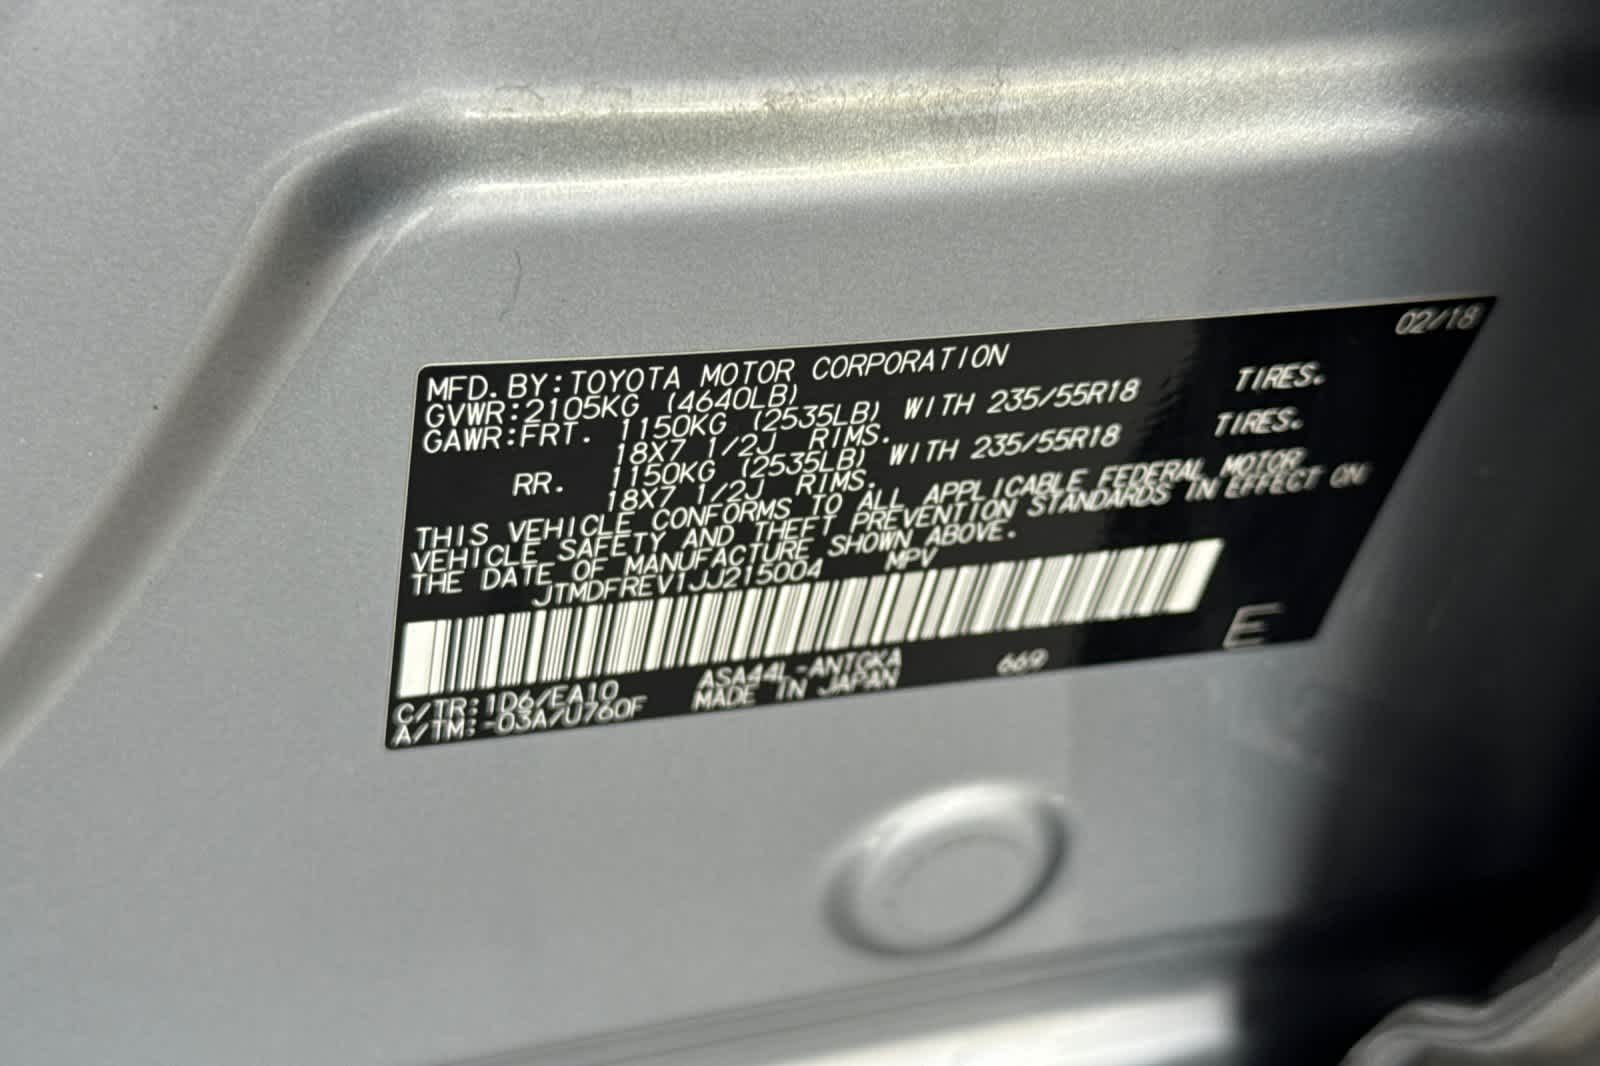 02/18
MFD.BY:TOYOTA MOTOR CORPORATION
GVWR:2105KG (4640LB)
GAWR:FRT. 1150KG (2535LB) WITH 235/55R18 TIRES.
18X7 1/2J RIMS.
RR. 1150KG (2535LB) WITH 235/55R18 TIRES.
18X7 1/2J RIMS.
THIS VEHICLE CONFORMS TO ALL APPLICABLE FEDERAL MOTOR
VEHICLE SAFETY AND THEFT PREVENTION STANDARDS IN EFFECT ON
THE DATE OF MANUFACTURE SHOWN ABOVE.
JTMDFREV1JJ215004 MPV
E
C/TR:1D6/EA10 ASA44L-ANTGKA 669
A/TM:-03A/U760F MADE IN JAPAN